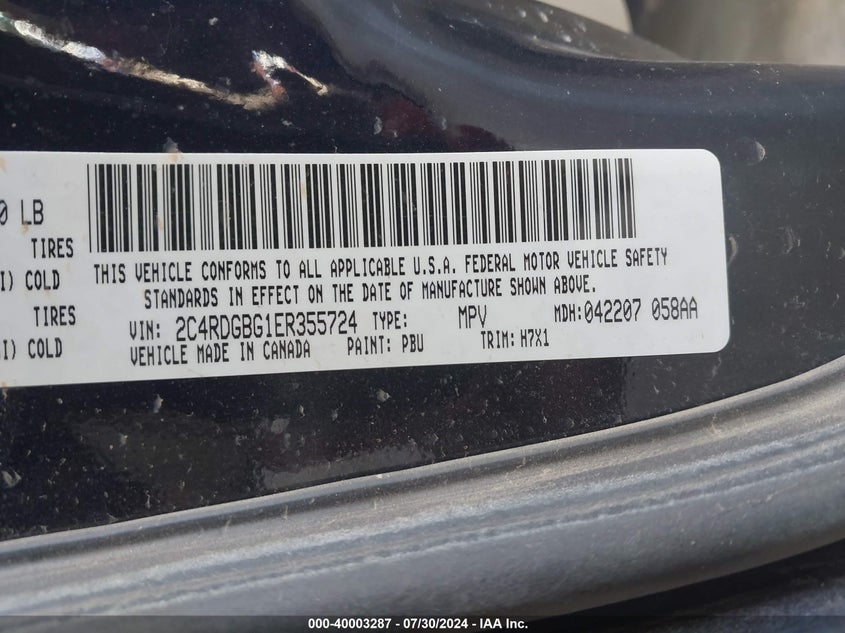 0 LB
TIRES
I) COLD
TIRES
I) COLD
THIS VEHICLE CONFORMS TO ALL APPLICABLE U.S.A. FEDERAL MOTOR VEHICLE SAFETY
STANDARDS IN EFFECT ON THE DATE OF MANUFACTURE SHOWN ABOVE.
VIN: 2C4RDGBG1ER355724 TYPE: MPV MDH: 042207 058AA
VEHICLE MADE IN CANADA PAINT: PBU TRIM: H7X1
000-40003287 - 07/30/2024 - IAA Inc.